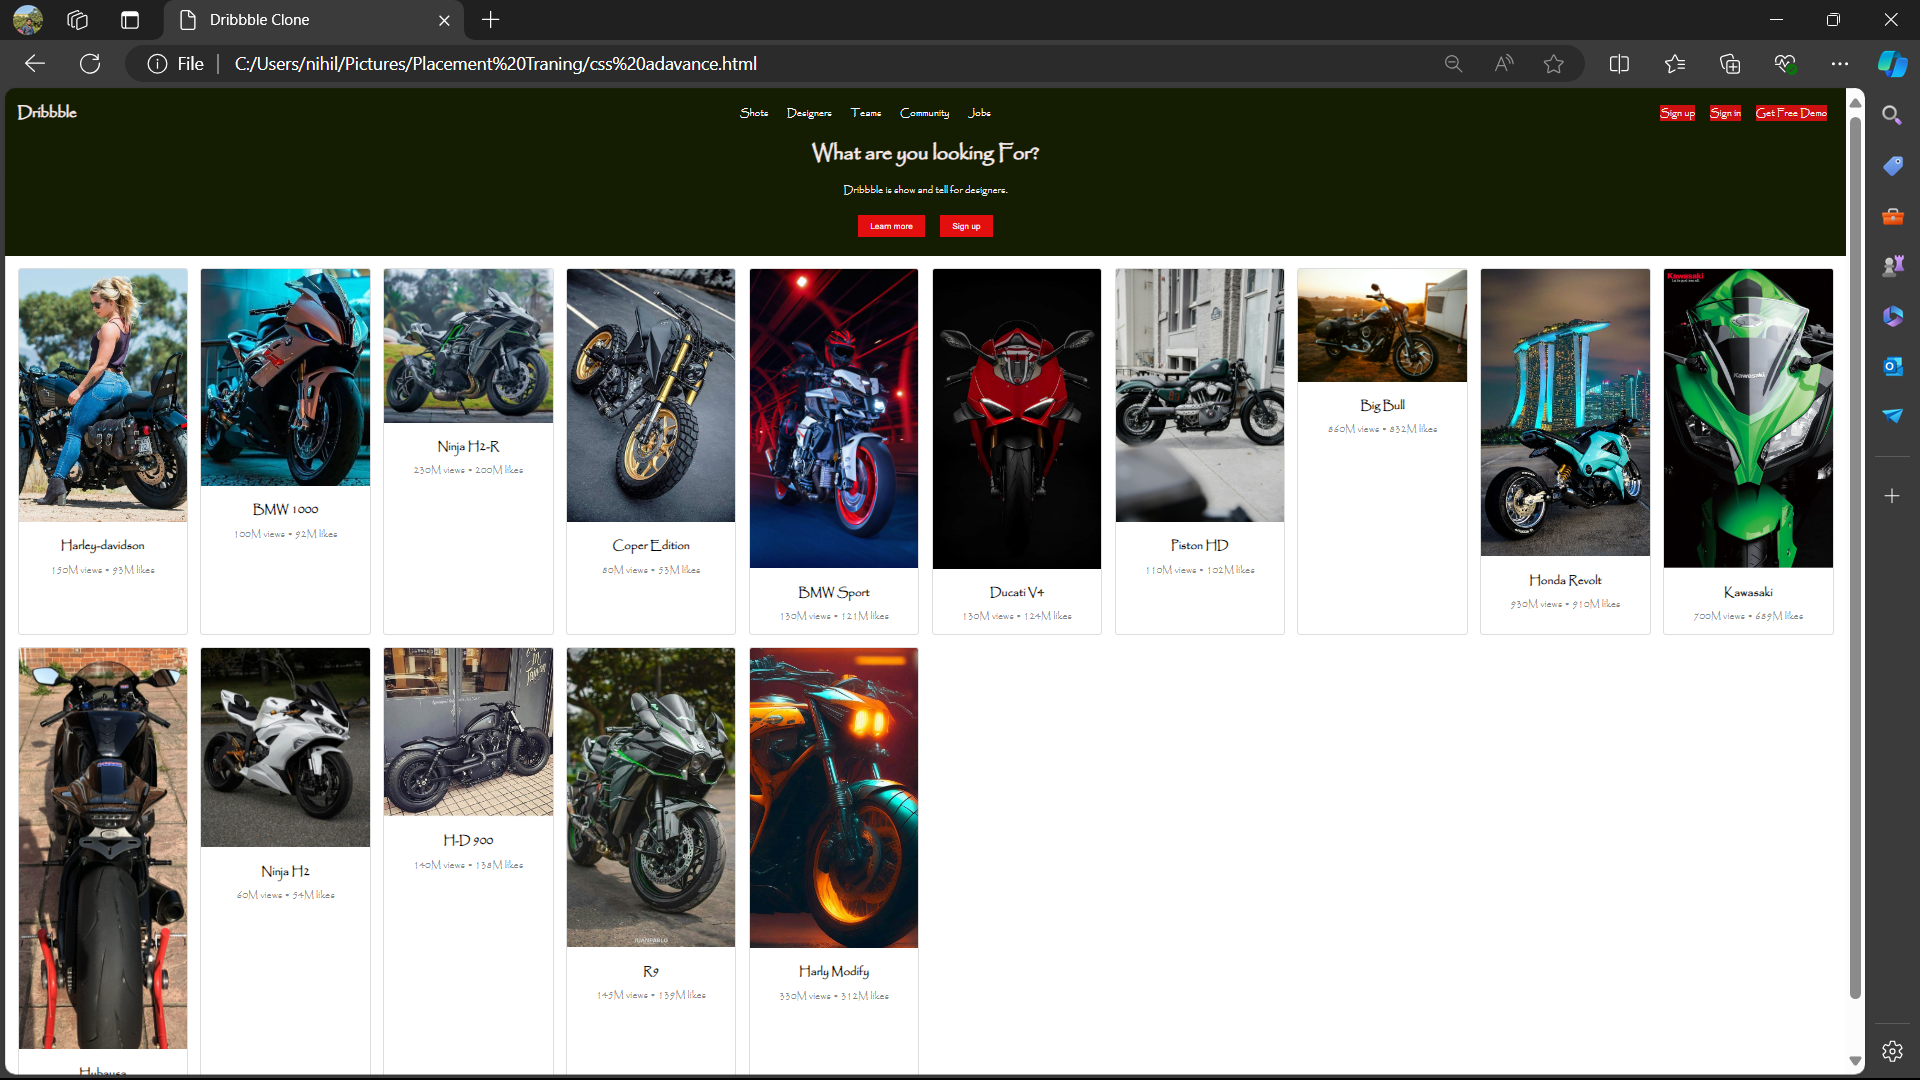 Dribbble Clone
File
C:/Users/nihil/Pictures/Placement%20Traning/css%20adavance.html
Dribbble
Shots Designers Teams Community Jobs
Sign up Sign in Get Free Demo
What are you looking For?
Dribbble is show and tell for designers.
Learn more Sign up
Harley-davidson
150M views • 93M likes
BMW 1000
100M views • 92M likes
Ninja H2-R
230M views • 200M likes
Coper Edition
80M views • 53M likes
BMW Sport
130M views • 121M likes
Ducati V4
130M views • 124M likes
Piston HD
110M views • 102M likes
Big Bull
860M views • 832M likes
Honda Revolt
930M views • 910M likes
Kawasaki
Kawasaki
Kawasaki
700M views • 689M likes
Ninja H2
60M views • 54M likes
H-D 900
140M views • 138M likes
JUANPABLO
R9
145M views • 139M likes
Harly Modify
330M views • 312M likes